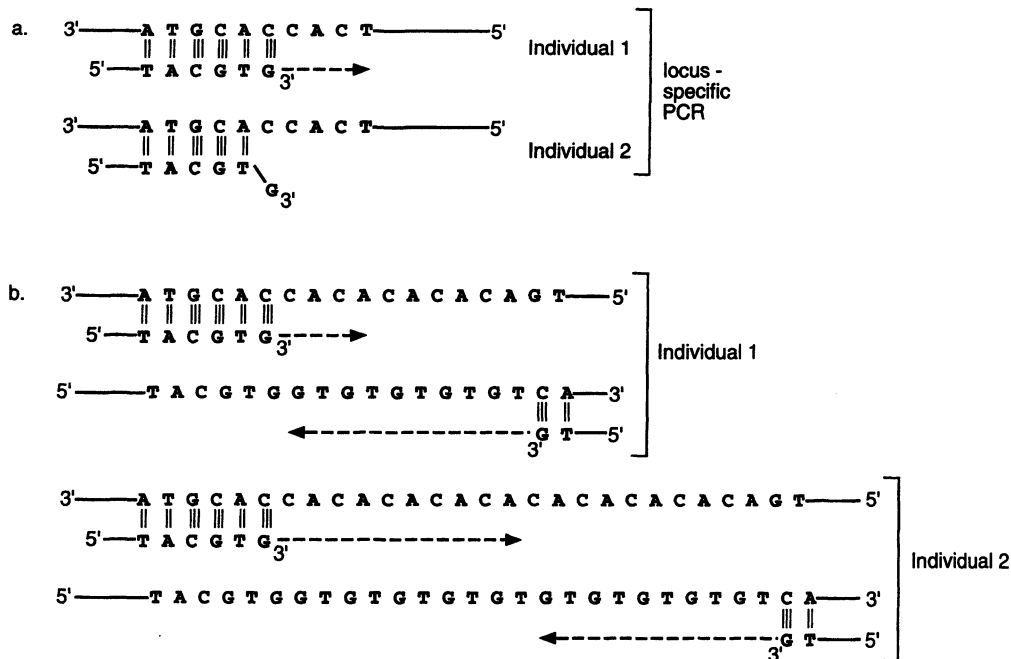 a.
3' A T G C A C C A C T 5'
5' T A C G T G 3'
Individual 1
3' A T G C A C C A C T 5'
5' T A C G T G 3'
Individual 2
locus -
specific
PCR
b.
3' A T G C A C C A C A C A C A C A G T 5'
5' T A C G T G 3'
5' T A C G T G G T G T G T G T G T C A 3'
3' G T 5'
Individual 1
3' A T G C A C C A C A C A C A C A C A C A C A C A C A G T 5'
5' T A C G T G 3'
5' T A C G T G G T G T G T G T G T G T G T G T G T G T C A 3'
3' G T 5'
Individual 2